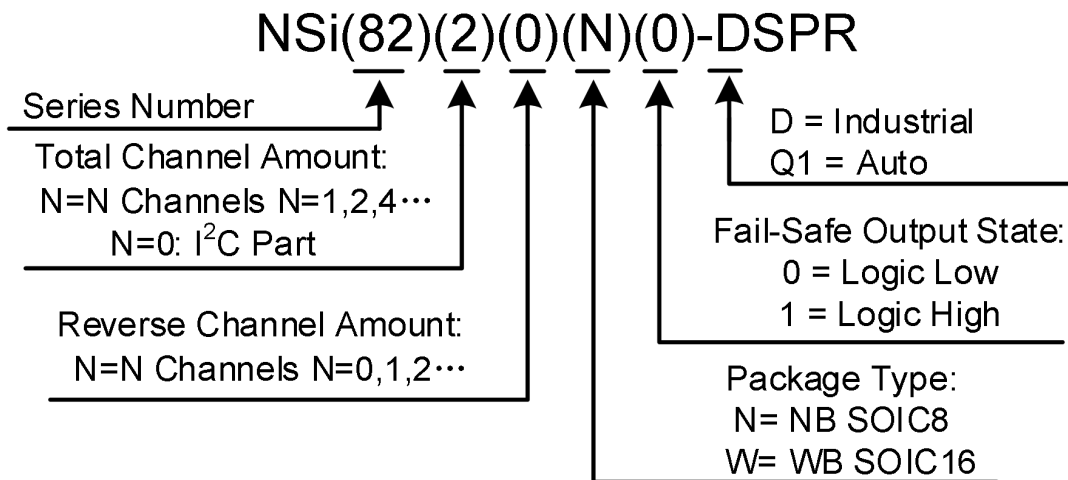 NSi(82)(2)(0)(N)(0)-DSPR
Series Number
Total Channel Amount:
N=N Channels N=1,2,4⋯
N=0: I²C Part
Reverse Channel Amount:
N=N Channels N=0,1,2⋯
D = Industrial
Q1 = Auto
Fail-Safe Output State:
0 = Logic Low
1 = Logic High
Package Type:
N= NB SOIC8
W= WB SOIC16